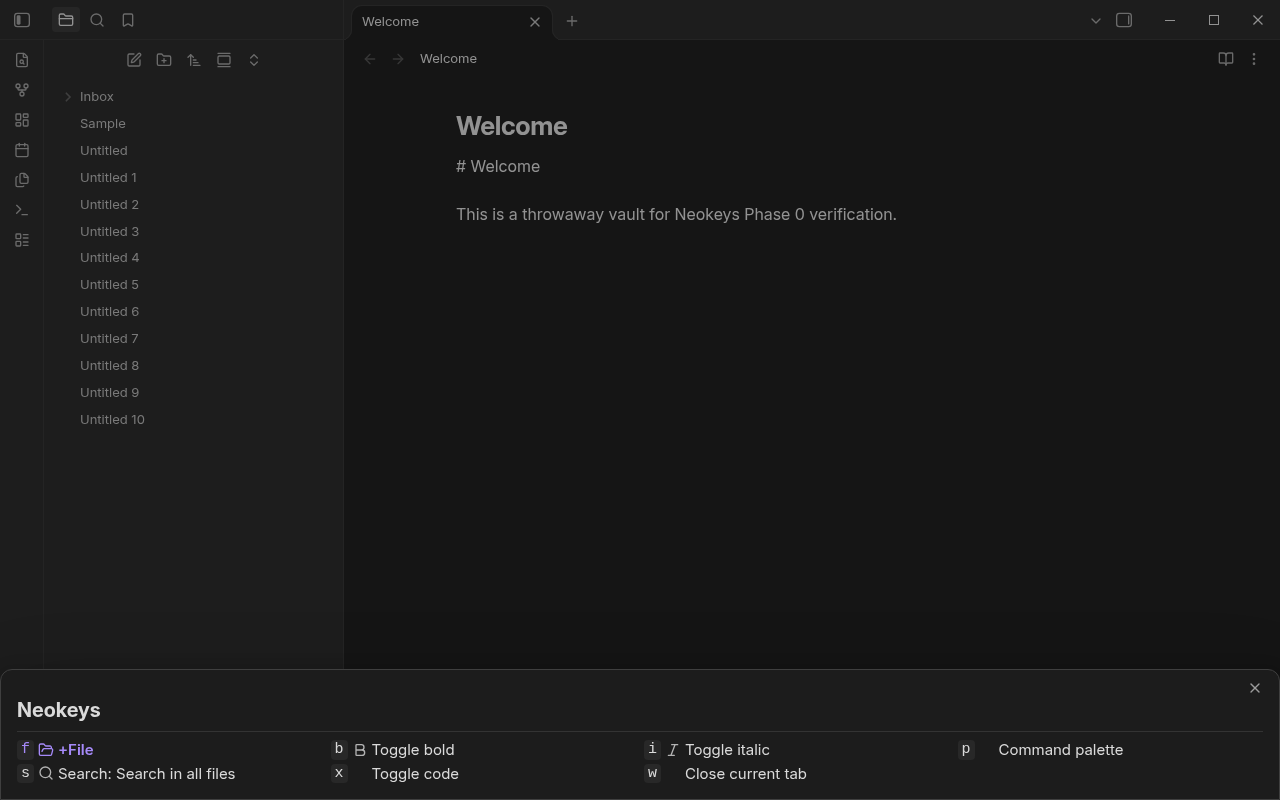 Welcome
Welcome
Inbox
Sample
Untitled
Untitled 1
Untitled 2
Untitled 3
Untitled 4
Untitled 5
Untitled 6
Untitled 7
Untitled 8
Untitled 9
Untitled 10
Welcome
# Welcome
This is a throwaway vault for Neokeys Phase 0 verification.
Neokeys
f +File b Toggle bold i Toggle italic p Command palette
s Search: Search in all files x Toggle code w Close current tab